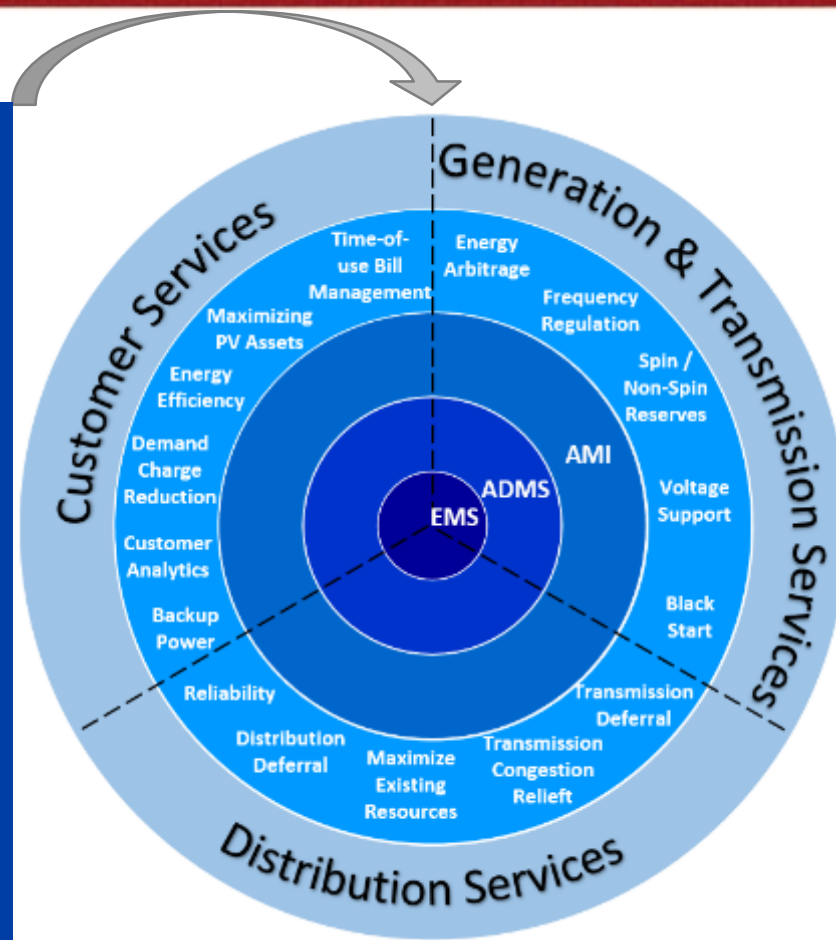 Customer Services
Generation & Transmission Services
Distribution Services
Time-of-
use Bill
Management
Maximizing
PV Assets
Energy
Efficiency
Demand
Charge
Reduction
Customer
Analytics
Backup
Power
Energy
Arbitrage
Frequency
Regulation
Spin /
Non-Spin
Reserves
Voltage
Support
Black
Start
Reliability
Distribution
Deferral
Maximize
Existing
Resources
Transmission
Congestion
Relieft
Transmission
Deferral
AMI
ADMS
EMS